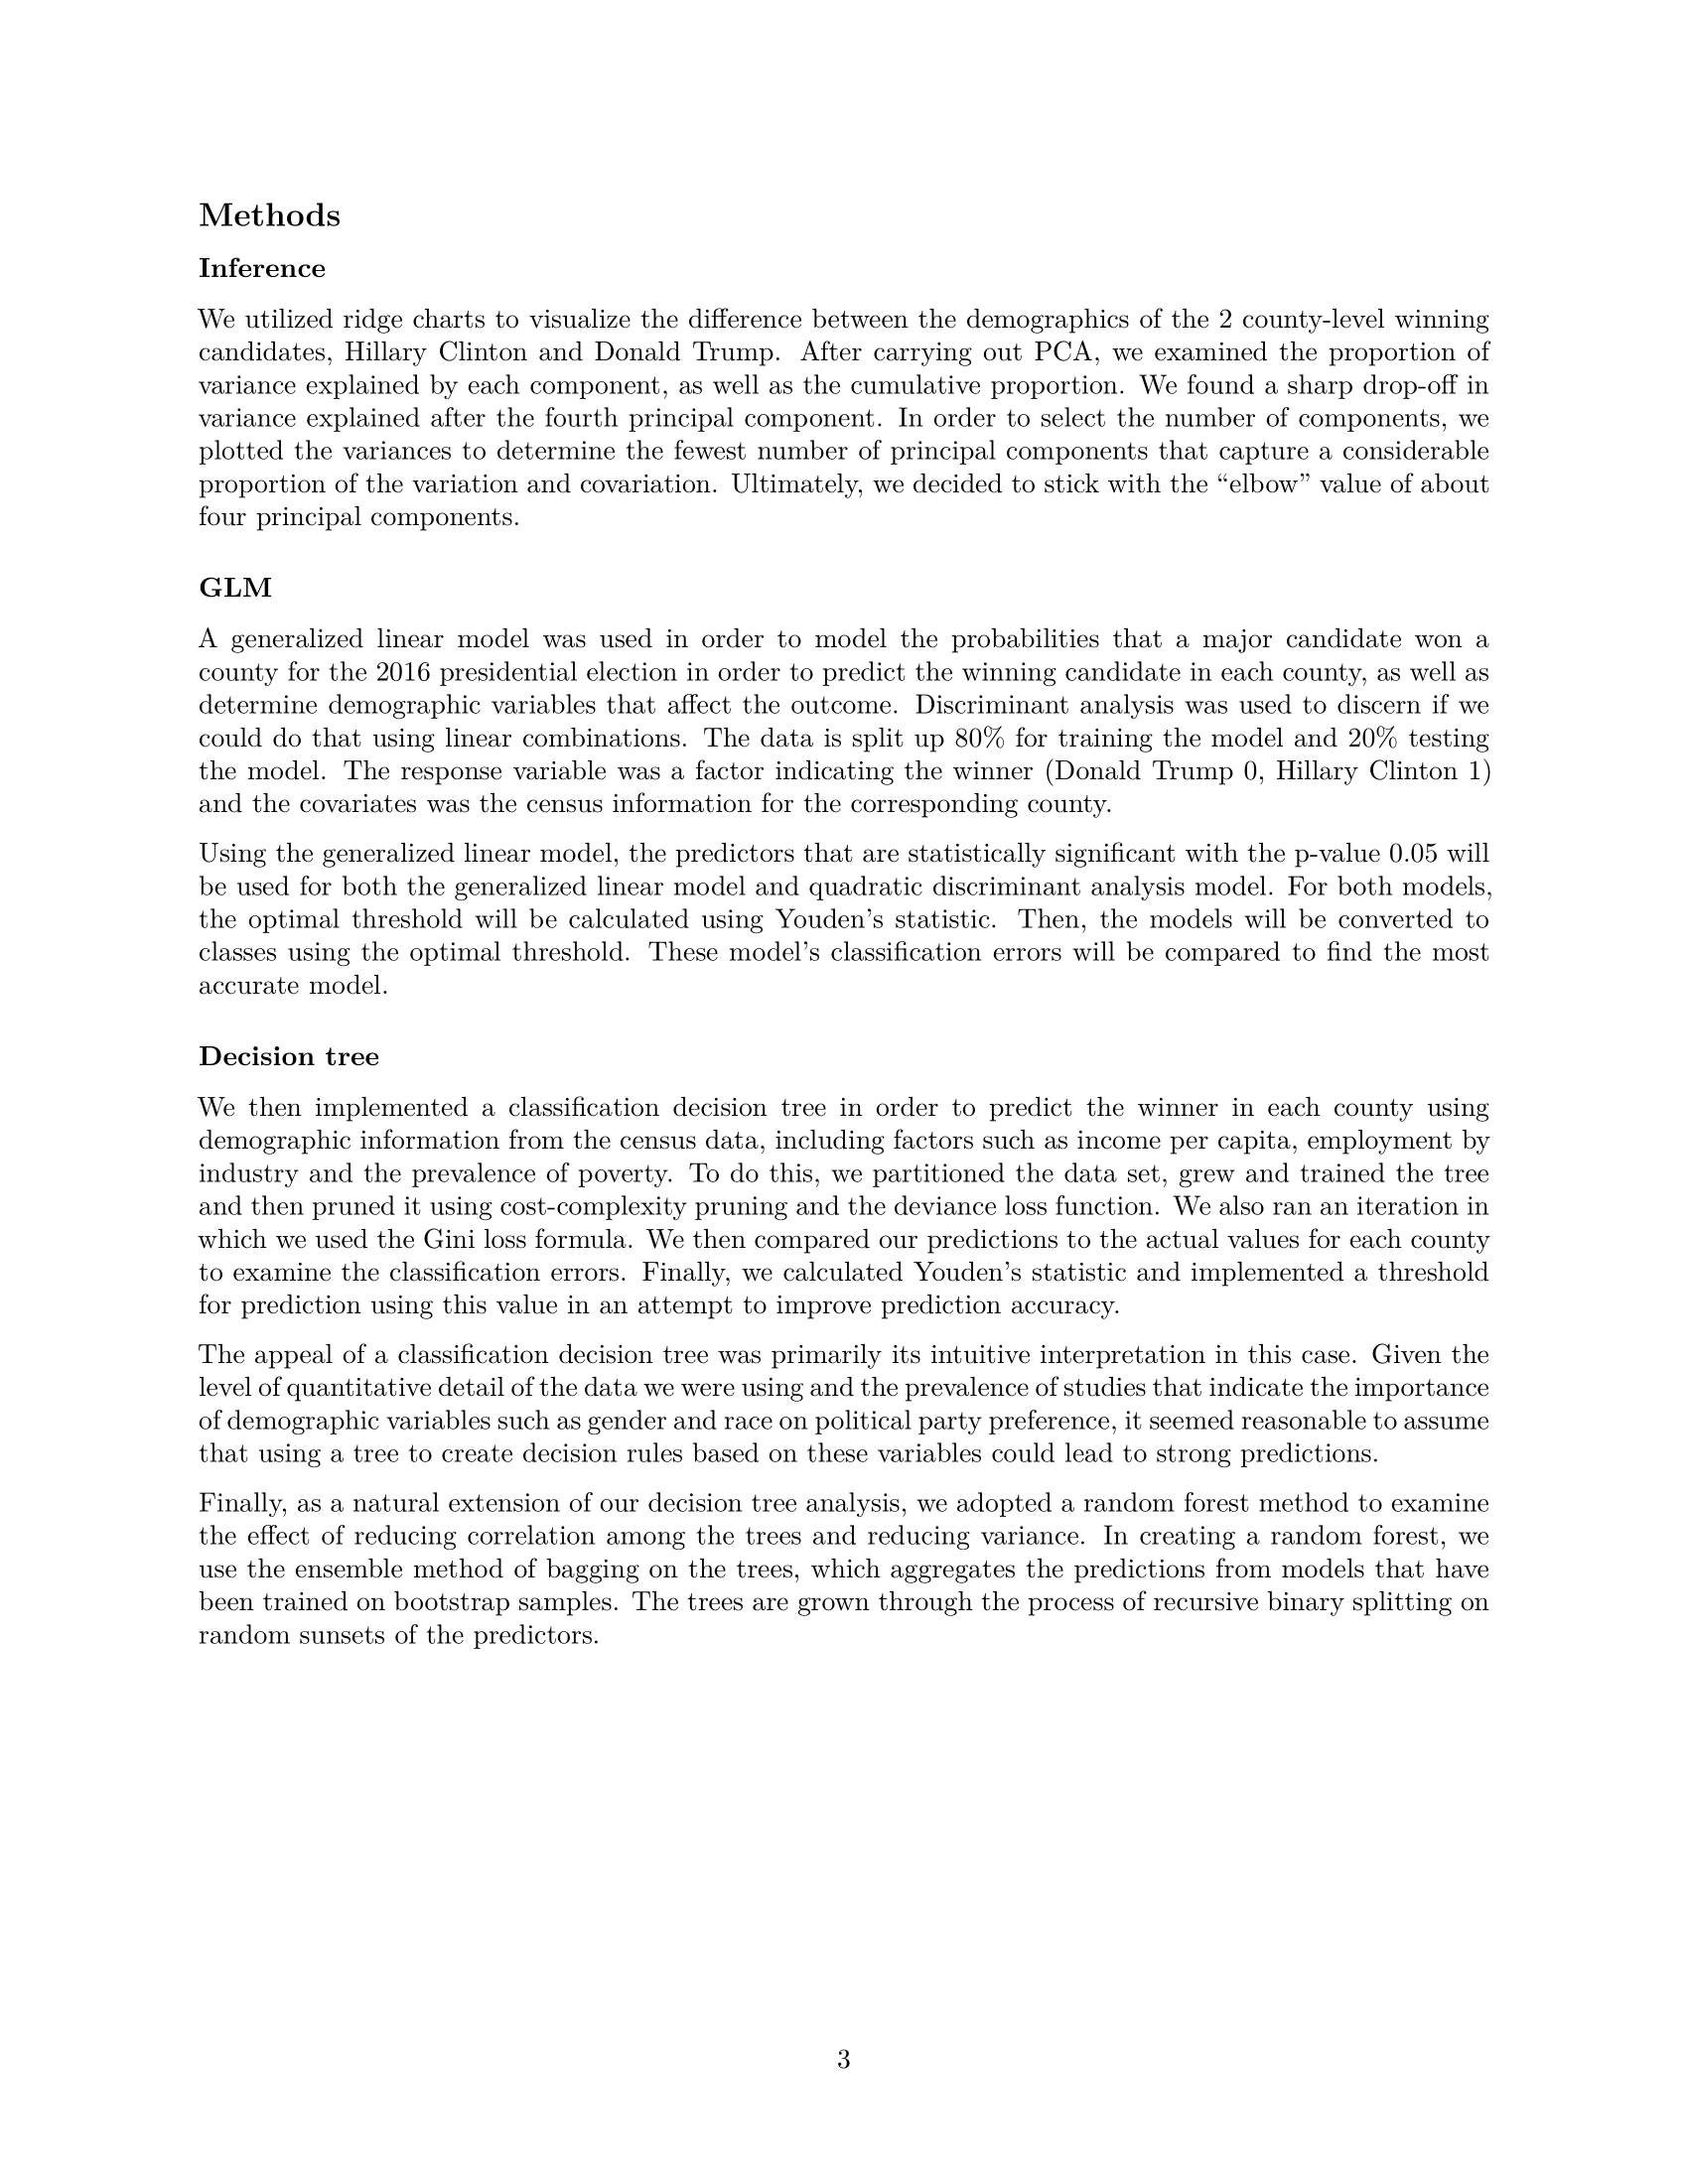 Methods
Inference
We utilized ridge charts to visualize the difference between the demographics of the 2 county-level winning
candidates, Hillary Clinton and Donald Trump. After carrying out PCA, we examined the proportion of
variance explained by each component, as well as the cumulative proportion. We found a sharp drop-off in
variance explained after the fourth principal component. In order to select the number of components, we
plotted the variances to determine the fewest number of principal components that capture a considerable
proportion of the variation and covariation. Ultimately, we decided to stick with the “elbow” value of about
four principal components.
GLM
A generalized linear model was used in order to model the probabilities that a major candidate won a
county for the 2016 presidential election in order to predict the winning candidate in each county, as well as
determine demographic variables that affect the outcome. Discriminant analysis was used to discern if we
could do that using linear combinations. The data is split up 80% for training the model and 20% testing
the model. The response variable was a factor indicating the winner (Donald Trump 0, Hillary Clinton 1)
and the covariates was the census information for the corresponding county.
Using the generalized linear model, the predictors that are statistically significant with the p-value 0.05 will
be used for both the generalized linear model and quadratic discriminant analysis model. For both models,
the optimal threshold will be calculated using Youden’s statistic. Then, the models will be converted to
classes using the optimal threshold. These model’s classification errors will be compared to find the most
accurate model.
Decision tree
We then implemented a classification decision tree in order to predict the winner in each county using
demographic information from the census data, including factors such as income per capita, employment by
industry and the prevalence of poverty. To do this, we partitioned the data set, grew and trained the tree
and then pruned it using cost-complexity pruning and the deviance loss function. We also ran an iteration in
which we used the Gini loss formula. We then compared our predictions to the actual values for each county
to examine the classification errors. Finally, we calculated Youden’s statistic and implemented a threshold
for prediction using this value in an attempt to improve prediction accuracy.
The appeal of a classification decision tree was primarily its intuitive interpretation in this case. Given the
level of quantitative detail of the data we were using and the prevalence of studies that indicate the importance
of demographic variables such as gender and race on political party preference, it seemed reasonable to assume
that using a tree to create decision rules based on these variables could lead to strong predictions.
Finally, as a natural extension of our decision tree analysis, we adopted a random forest method to examine
the effect of reducing correlation among the trees and reducing variance. In creating a random forest, we
use the ensemble method of bagging on the trees, which aggregates the predictions from models that have
been trained on bootstrap samples. The trees are grown through the process of recursive binary splitting on
random sunsets of the predictors.
3